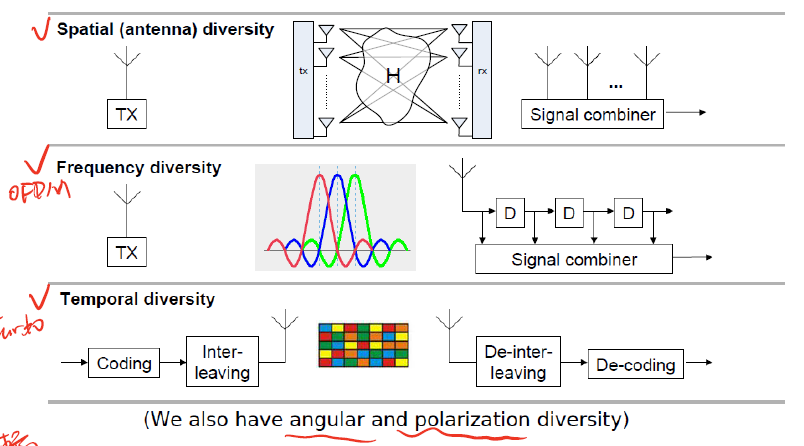 Spatial (antenna) diversity
TX
tx
H
rx
...
Signal combiner
Frequency diversity
OFDM
TX
D
D
D
Signal combiner
Temporal diversity
Coding
Inter-
leaving
De-inter-
leaving
De-coding
(We also have angular and polarization diversity)